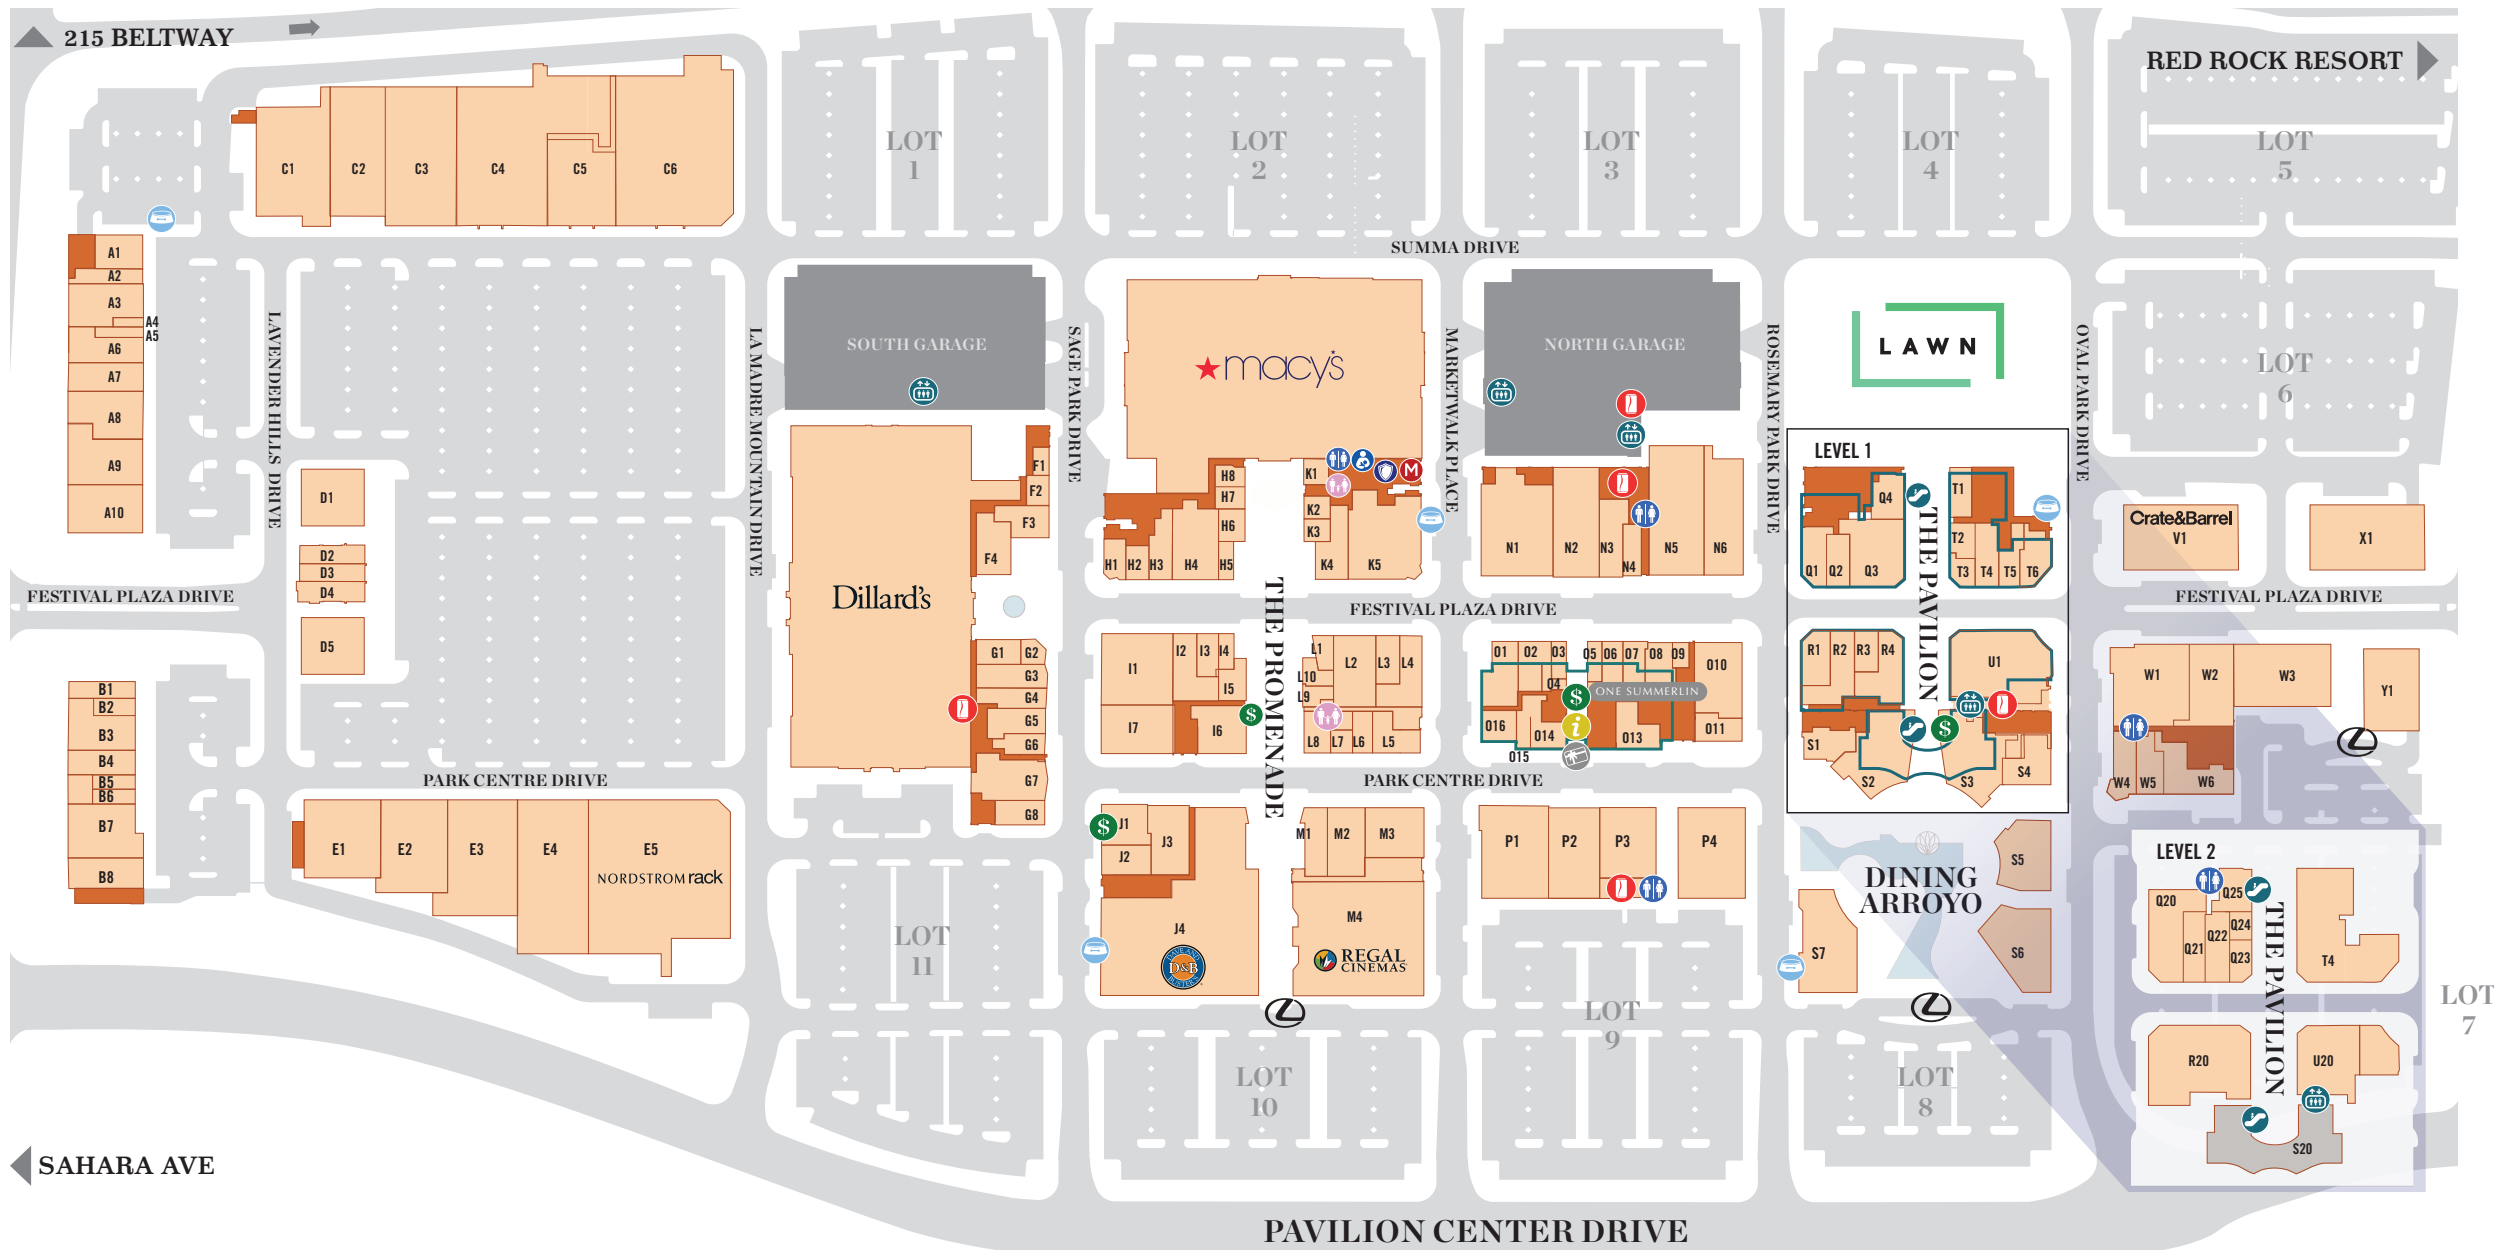 215 BELTWAY
RED ROCK RESORT
LOT
1
LOT
2
LOT
3
LOT
4
LOT
5
C1
C2
C3
C4
C5
C6
SUMMA DRIVE
A1
A2
A3
A4
A5
A6
A7
A8
A9
A10
LAVENDER HILLS DRIVE
LA MADRE MOUNTAIN DRIVE
SOUTH GARAGE
SAGE PARK DRIVE
macy's
MARKETWALK PLACE
NORTH GARAGE
ROSEMARY PARK DRIVE
LAWN
OVAL PARK DRIVE
LOT
6
D1
D2
D3
D4
D5
Dillard's
F1
F2
F3
F4
H8
H7
H6
H1
H2
H3
H4
H5
K1
K2
K3
K4
K5
M
N1
N2
N3
N4
N5
N6
LEVEL 1
Q4
Q1
Q2
Q3
THE PAVILION
T1
T2
T3
T4
T5
T6
Crate&Barrel
V1
X1
FESTIVAL PLAZA DRIVE
FESTIVAL PLAZA DRIVE
FESTIVAL PLAZA DRIVE
THE PROMENADE
B1
B2
B3
B4
B5
B6
B7
B8
G1
G2
G3
G4
G5
G6
G7
G8
I1
I2
I3
I4
I5
I6
I7
$
L1
L2
L3
L4
L10
L9
L8
L7
L6
L5
O1
O2
O3
O4
O5
O6
O7
O8
O9
O10
O11
O13
O14
O15
O16
$
ONE SUMMERLIN
i
R1
R2
R3
R4
U1
S1
S2
S3
S4
$
W1
W2
W3
W4
W5
W6
Y1
PARK CENTRE DRIVE
PARK CENTRE DRIVE
E1
E2
E3
E4
E5
NORDSTROM rack
$
J1
J2
J3
J4
DAVE AND
D&B
BUSTER'S
M1
M2
M3
M4
REGAL
CINEMAS
P1
P2
P3
P4
DINING
ARROYO
S5
S6
S7
LEVEL 2
Q20
Q21
Q22
Q23
Q24
Q25
T4
THE PAVILION
R20
U20
S20
LOT
7
LOT
11
LOT
10
LOT
9
LOT
8
SAHARA AVE
PAVILION CENTER DRIVE